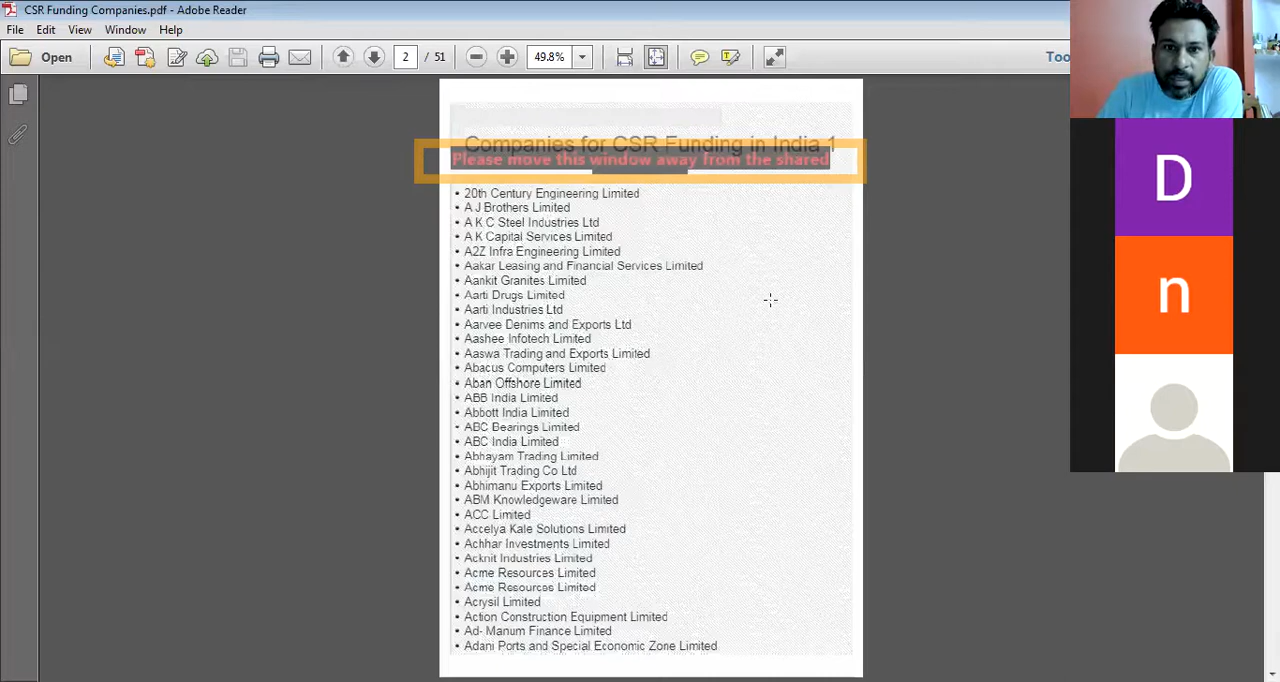 CSR Funding Companies.pdf - Adobe Reader
File Edit View Window Help
Open 2 / 51 49.8% Too
Companies for CSR Funding in India 1
Please move this window away from the shared
• 20th Century Engineering Limited
• A J Brothers Limited
• A K C Steel Industries Ltd
• A K Capital Services Limited
• A2Z Infra Engineering Limited
• Aakar Leasing and Financial Services Limited
• Aankit Granites Limited
• Aarti Drugs Limited
• Aarti Industries Ltd
• Aarvee Denims and Exports Ltd
• Aashee Infotech Limited
• Aaswa Trading and Exports Limited
• Abacus Computers Limited
• Aban Offshore Limited
• ABB India Limited
• Abbott India Limited
• ABC Bearings Limited
• ABC India Limited
• Abhayam Trading Limited
• Abhijit Trading Co Ltd
• Abhimanu Exports Limited
• ABM Knowledgeware Limited
• ACC Limited
• Accelya Kale Solutions Limited
• Achhar Investments Limited
• Acknit Industries Limited
• Acme Resources Limited
• Acme Resources Limited
• Acrysil Limited
• Action Construction Equipment Limited
• Ad- Manum Finance Limited
• Adani Ports and Special Economic Zone Limited
D
n